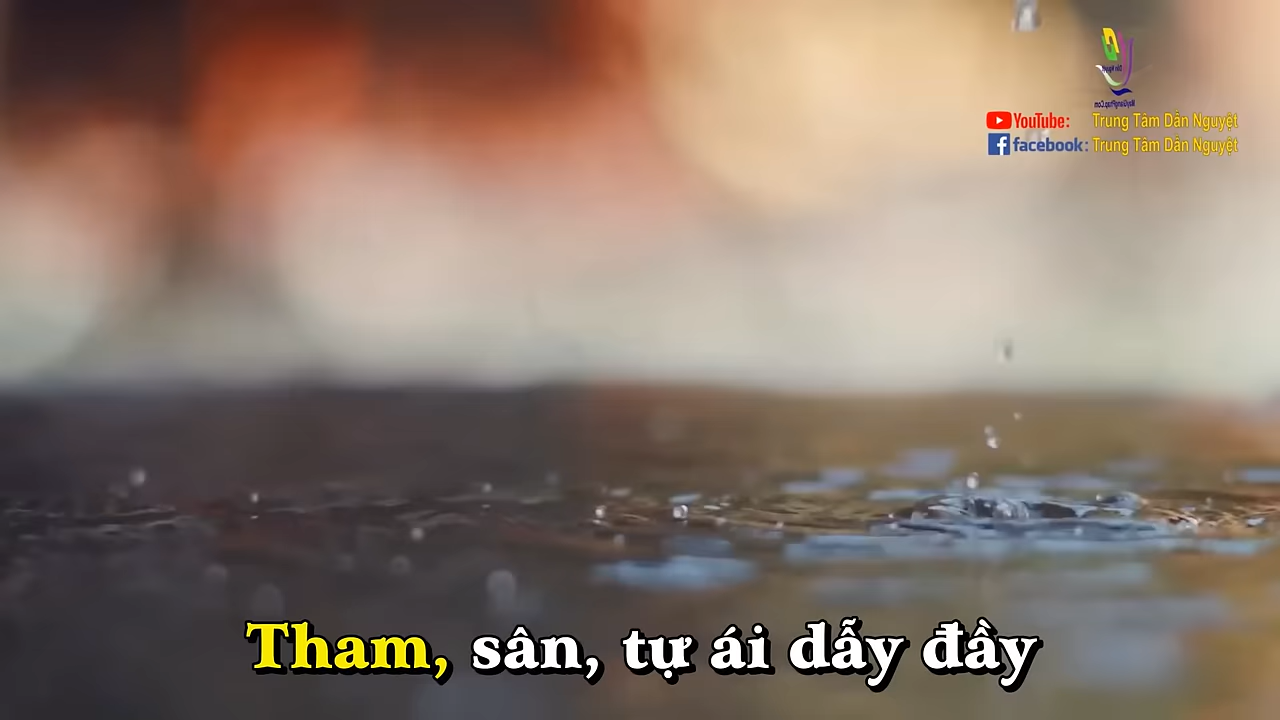 YouTube: Trung Tâm Dẫn Nguyệt
facebook: Trung Tâm Dẫn Nguyệt
Tham, sân, tự ái dẫy đầy